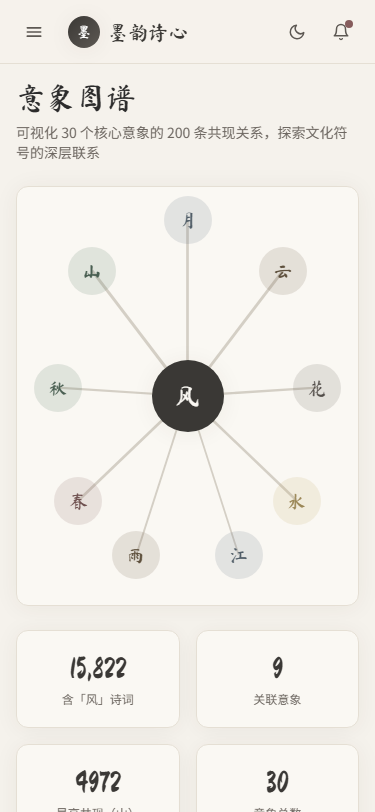 墨 墨韵诗心
意象图谱
可视化 30 个核心意象的 200 条共现关系，探索文化符
号的深层联系
月
山
云
秋
风
花
春
水
雨
江
15,822
含「风」诗词
9
关联意象
4972
30